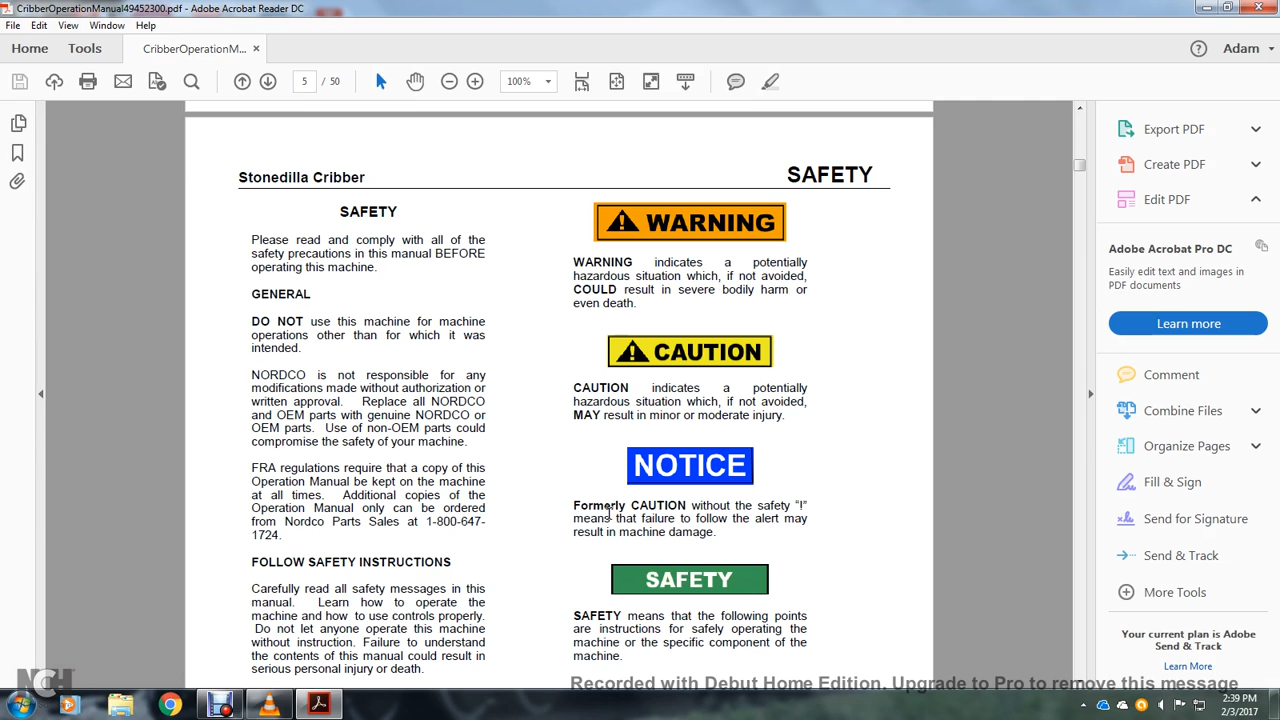 CribberOperationManual49452300.pdf - Adobe Acrobat Reader DC
File Edit View Window Help
Home Tools CribberOperationM... × Adam
5 / 50 100%
Stonedilla Cribber SAFETY
SAFETY
Please read and comply with all of the
safety precautions in this manual BEFORE
operating this machine.
GENERAL
DO NOT use this machine for machine
operations other than for which it was
intended.
NORDCO is not responsible for any
modifications made without authorization or
written approval. Replace all NORDCO
and OEM parts with genuine NORDCO or
OEM parts. Use of non-OEM parts could
compromise the safety of your machine.
FRA regulations require that a copy of this
Operation Manual be kept on the machine
at all times. Additional copies of the
Operation Manual only can be ordered
from Nordco Parts Sales at 1-800-647-
1724.
FOLLOW SAFETY INSTRUCTIONS
Carefully read all safety messages in this
manual. Learn how to operate the
machine and how to use controls properly.
Do not let anyone operate this machine
without instruction. Failure to understand
the contents of this manual could result in
serious personal injury or death.
WARNING
WARNING indicates a potentially
hazardous situation which, if not avoided,
COULD result in severe bodily harm or
even death.
CAUTION
CAUTION indicates a potentially
hazardous situation which, if not avoided,
MAY result in minor or moderate injury.
NOTICE
Formerly CAUTION without the safety “!”
means that failure to follow the alert may
result in machine damage.
SAFETY
SAFETY means that the following points
are instructions for safely operating the
machine or the specific component of the
machine.
Export PDF
Create PDF
Edit PDF
Adobe Acrobat Pro DC
Easily edit text and images in
PDF documents
Learn more
Comment
Combine Files
Organize Pages
Fill & Sign
Send for Signature
Send & Track
More Tools
Your current plan is Adobe
Send & Track
Learn More
NCH
Recorded with Debut Home Edition. Upgrade to Pro to remove this message
2:39 PM
2/3/2017